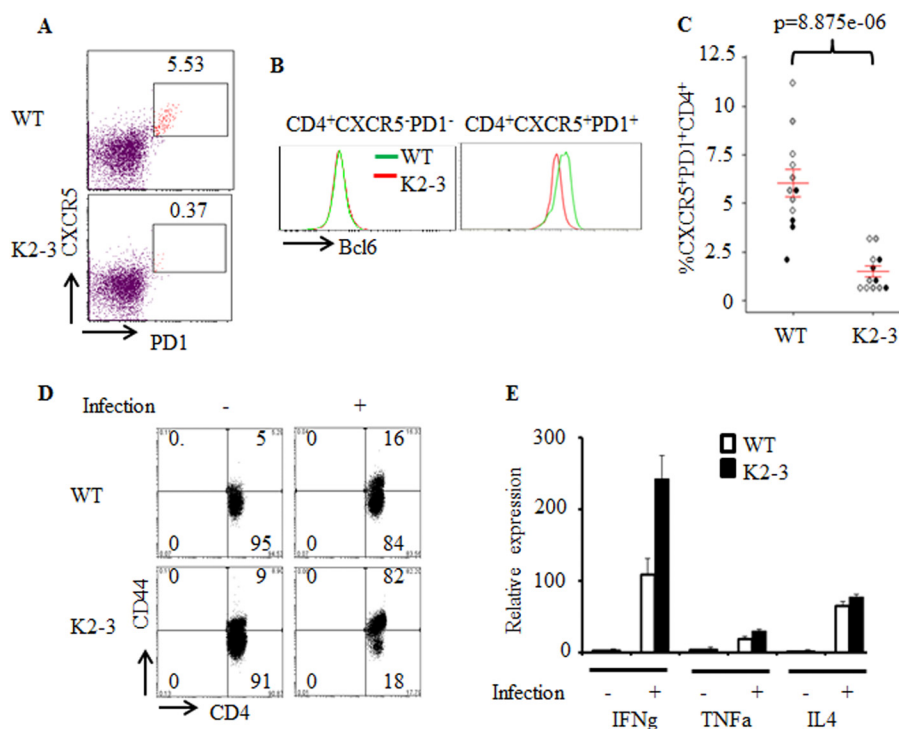 A
5.53
WT
0.37
K2-3
CXCR5
PD1
B
CD4⁺CXCR5⁻PD1⁻ CD4⁺CXCR5⁺PD1⁺
WT
K2-3
Bcl6
C
p=8.875e-06
12.5
10
7.5
5.0
2.5
0
%CXCR5⁺PD1⁺CD4⁺
WT K2-3
D
Infection - +
WT
0. 5 0 16
0 95 0 84
K2-3
0 9 0 82
0 91 0 18
CD44
CD4
E
300
200
100
0
Relative expression
WT
K2-3
Infection - + - + - +
IFNg TNFa IL4